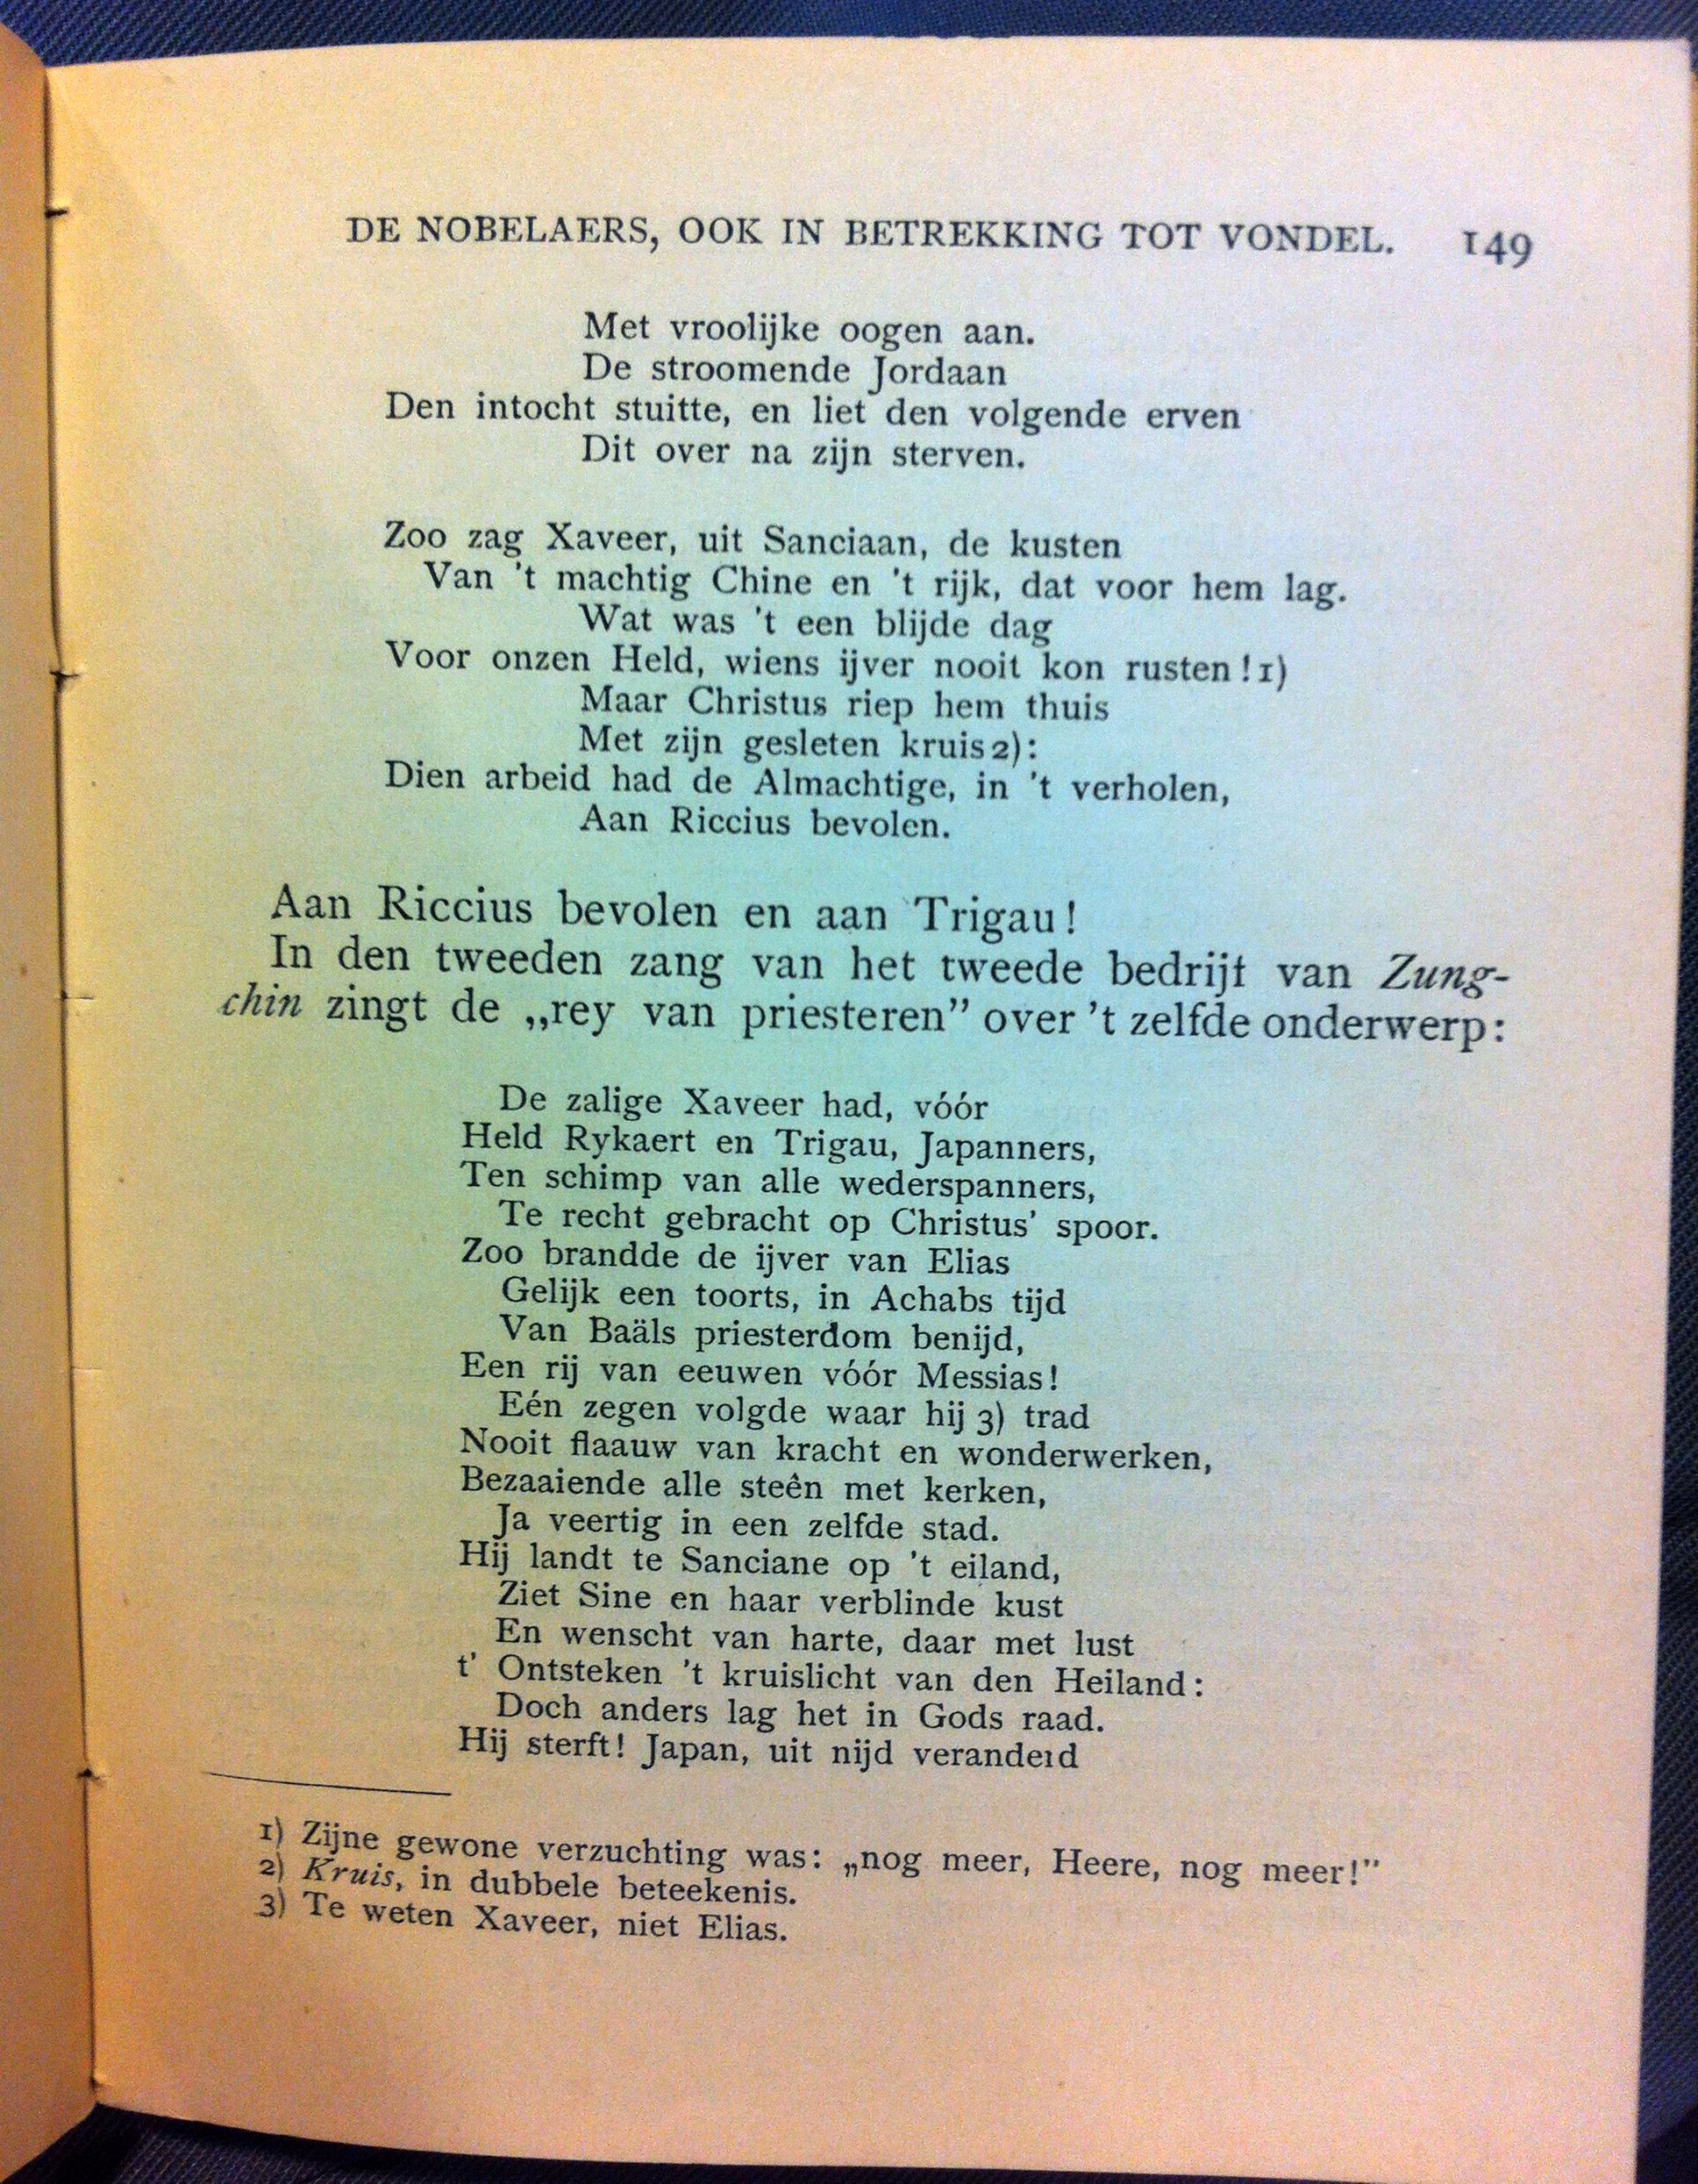 DE NOBELAERS, OOK IN BETREKKING TOT VONDEL. 149
Met vroolijke oogen aan.
De stroomende Jordaan
Den intocht stuitte, en liet den volgende erven
Dit over na zijn sterven.
Zoo zag Xaveer, uit Sanciaan, de kusten
Van 't machtig Chine en 't rijk, dat voor hem lag.
Wat was 't een blijde dag
Voor onzen Held, wiens ijver nooit kon rusten!1)
Maar Christus riep hem thuis
Met zijn gesleten kruis2):
Dien arbeid had de Almachtige, in 't verholen,
Aan Riccius bevolen.
Aan Riccius bevolen en aan Trigau!
In den tweeden zang van het tweede bedrijf van Zung-
chin zingt de „rey van priesteren” over 't zelfde onderwerp:
De zalige Xaveer had, vóór
Held Rykaert en Trigau, Japanners,
Ten schimp van alle wederspanners,
Te recht gebracht op Christus' spoor.
Zoo brandde de ijver van Elias
Gelijk een toorts, in Achabs tijd
Van Baäls priesterdom benijd,
Een rij van eeuwen vóór Messias!
Eén zegen volgde waar hij 3) trad
Nooit flaauw van kracht en wonderwerken,
Bezaaiende alle steên met kerken,
Ja veertig in een zelfde stad.
Hij landt te Sanciane op 't eiland,
Ziet Sine en haar verblinde kust
En wenscht van harte, daar met lust
t' Ontsteken 't kruislicht van den Heiland:
Doch anders lag het in Gods raad.
Hij sterft! Japan, uit nijd veranderd
1) Zijne gewone verzuchting was: „nog meer, Heere, nog meer!”
2) Kruis, in dubbele beteekenis.
3) Te weten Xaveer, niet Elias.